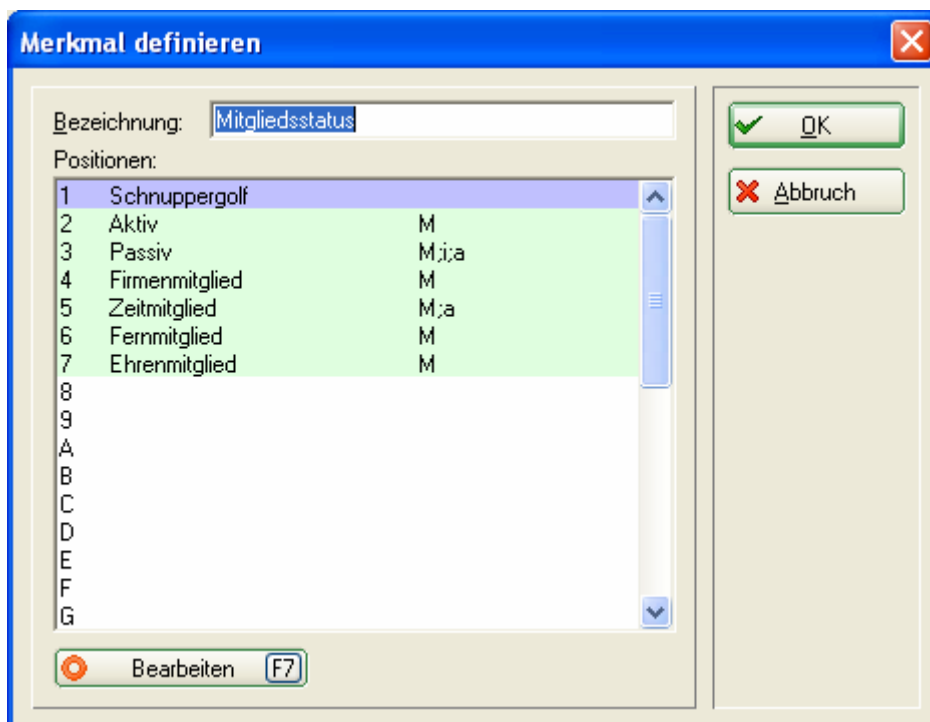 Merkmal definieren
Bezeichnung: Mitgliedsstatus
OK
Positionen:
1 Schnuppergolf
Abbruch
2 Aktiv M
3 Passiv M;i;a
4 Firmenmitglied M
5 Zeitmitglied M;a
6 Fernmitglied M
7 Ehrenmitglied M
8
9
A
B
C
D
E
F
G
Bearbeiten F7